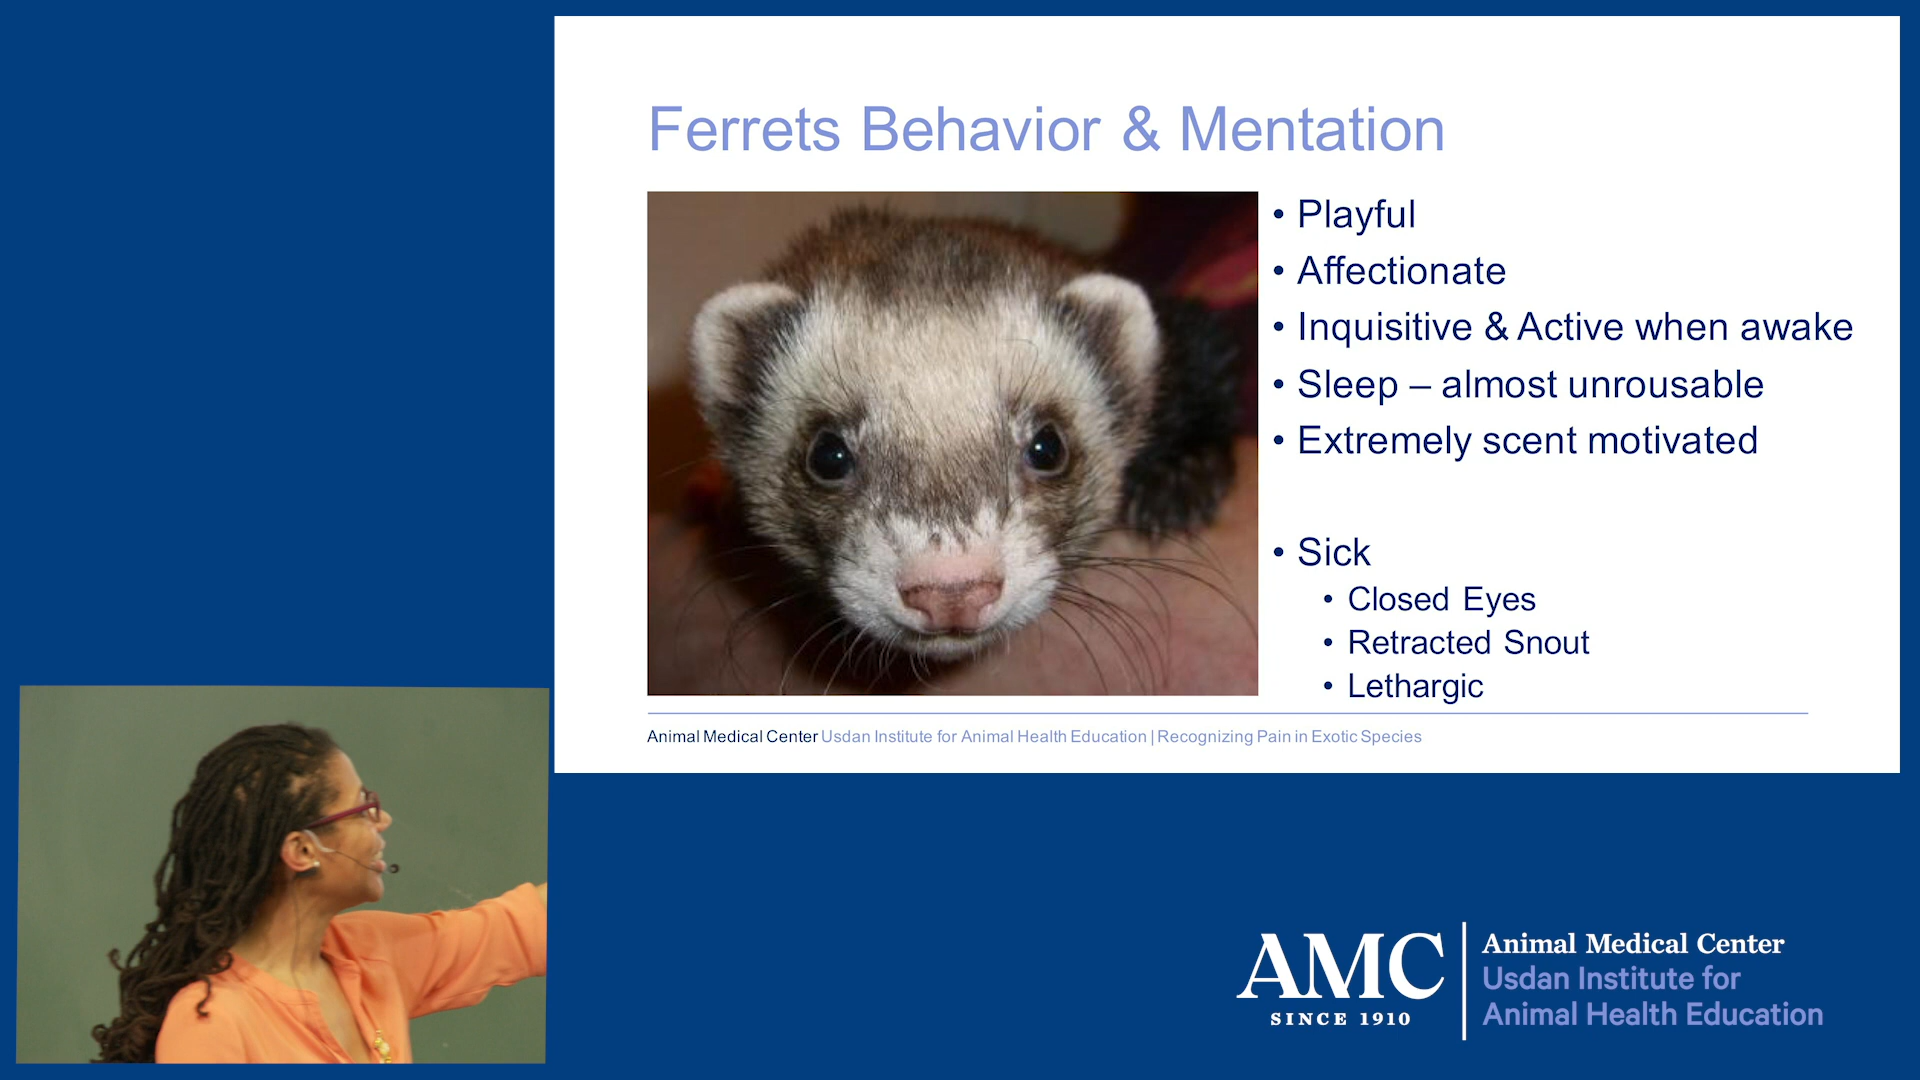 Ferrets Behavior & Mentation
• Playful
• Affectionate
• Inquisitive & Active when awake
• Sleep – almost unrousable
• Extremely scent motivated
• Sick
• Closed Eyes
• Retracted Snout
• Lethargic
Animal Medical Center Usdan Institute for Animal Health Education | Recognizing Pain in Exotic Species
AMC
SINCE 1910
Animal Medical Center
Usdan Institute for
Animal Health Education